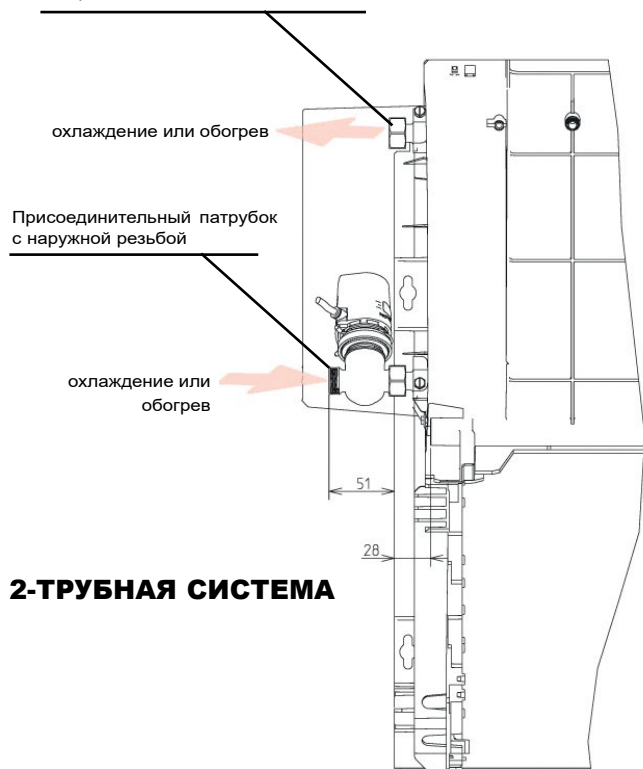 охлаждение или обогрев
Присоединительный патрубок
с наружной резьбой
охлаждение или
обогрев
51
28
2-ТРУБНАЯ СИСТЕМА